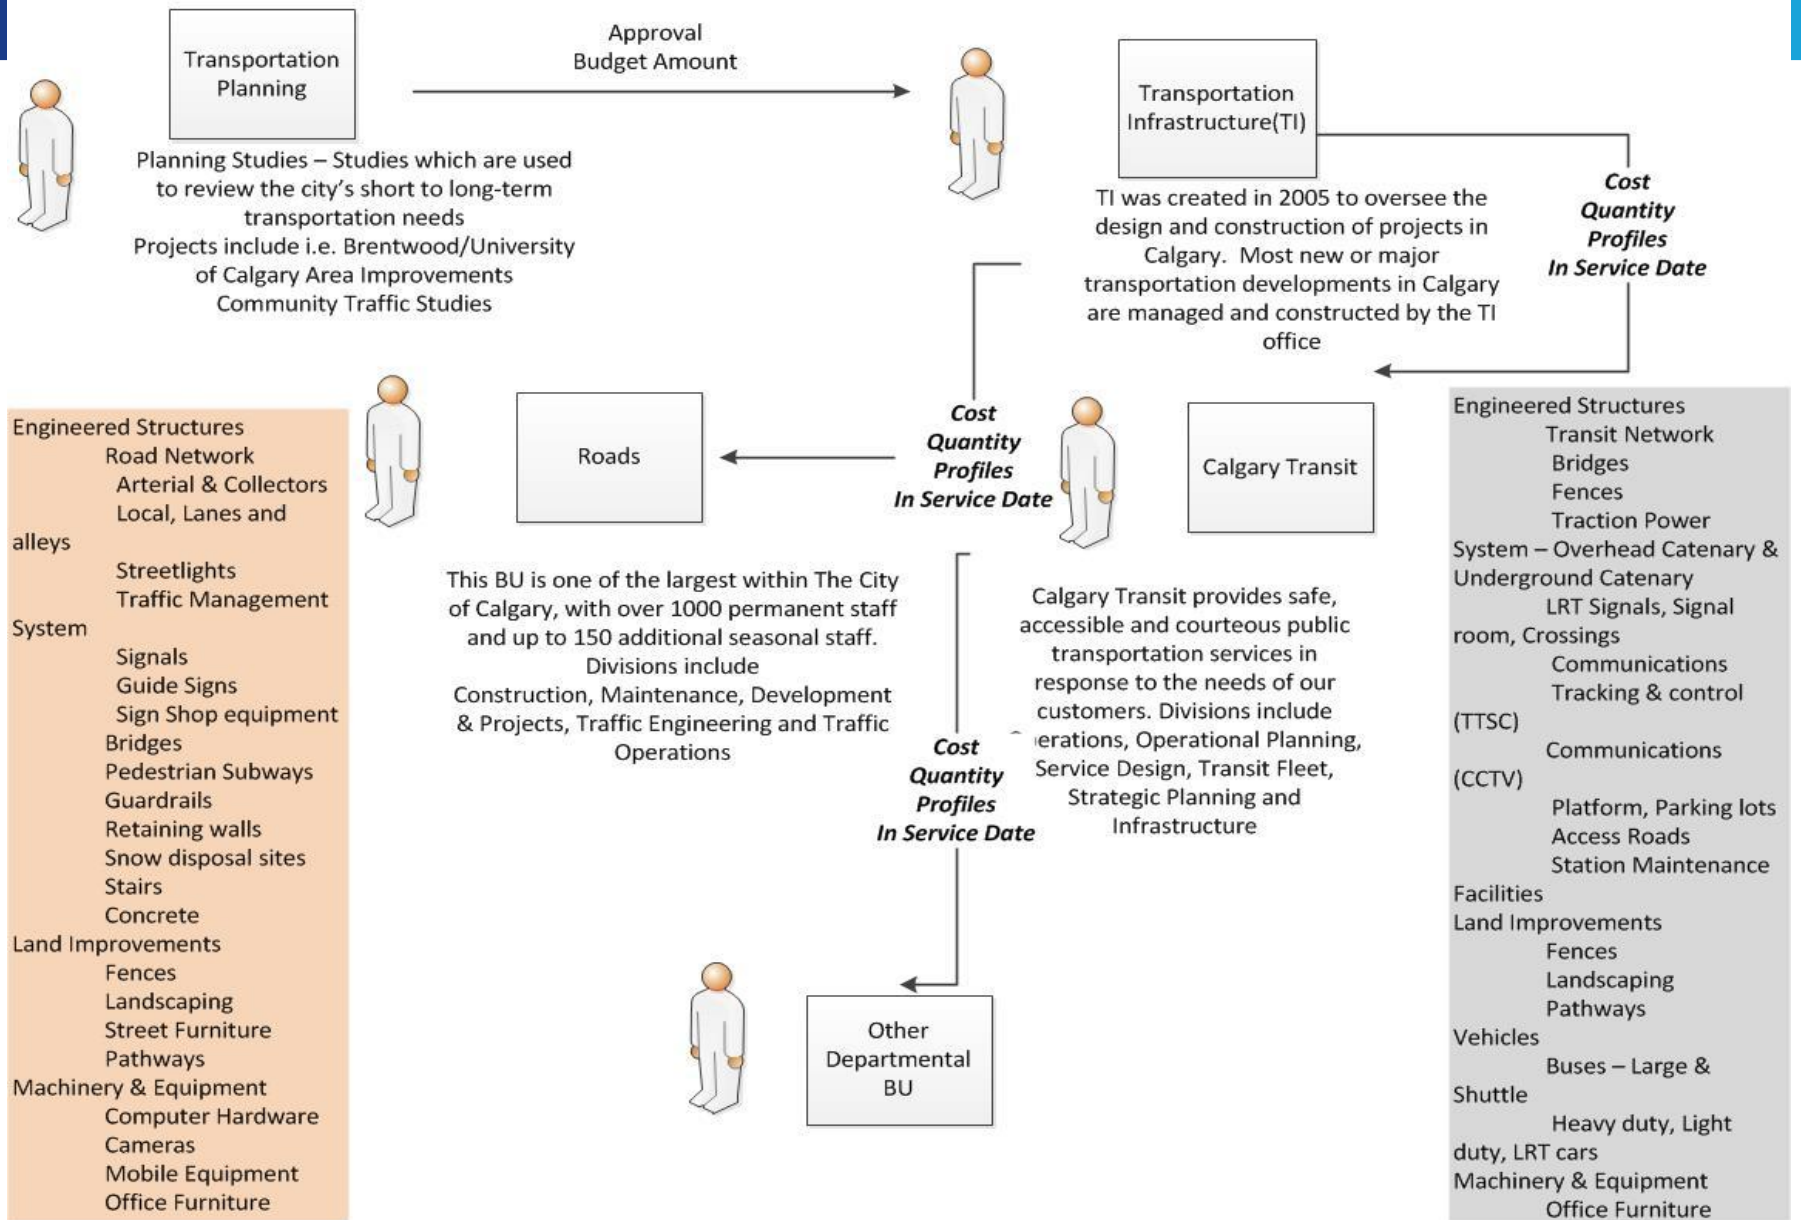 Transportation
Planning
Approval
Budget Amount
Transportation
Infrastructure(TI)
Planning Studies – Studies which are used
to review the city's short to long-term
transportation needs
Projects include i.e. Brentwood/University
of Calgary Area Improvements
Community Traffic Studies
TI was created in 2005 to oversee the
design and construction of projects in
Calgary.  Most new or major
transportation developments in Calgary
are managed and constructed by the TI
office
Cost
Quantity
Profiles
In Service Date
Engineered Structures
Road Network
Arterial & Collectors
Local, Lanes and
alleys
Streetlights
Traffic Management
System
Signals
Guide Signs
Sign Shop equipment
Bridges
Pedestrian Subways
Guardrails
Retaining walls
Snow disposal sites
Stairs
Concrete
Land Improvements
Fences
Landscaping
Street Furniture
Pathways
Machinery & Equipment
Computer Hardware
Cameras
Mobile Equipment
Office Furniture
Roads
This BU is one of the largest within The City
of Calgary, with over 1000 permanent staff
and up to 150 additional seasonal staff.
Divisions include
Construction, Maintenance, Development
& Projects, Traffic Engineering and Traffic
Operations
Cost
Quantity
Profiles
In Service Date
Calgary Transit
Calgary Transit provides safe,
accessible and courteous public
transportation services in
response to the needs of our
customers. Divisions include
erations, Operational Planning,
Service Design, Transit Fleet,
Strategic Planning and
Infrastructure
Cost
Quantity
Profiles
In Service Date
Other
Departmental
BU
Engineered Structures
Transit Network
Bridges
Fences
Traction Power
System – Overhead Catenary &
Underground Catenary
LRT Signals, Signal
room, Crossings
Communications
Tracking & control
(TTSC)
Communications
(CCTV)
Platform, Parking lots
Access Roads
Station Maintenance
Facilities
Land Improvements
Fences
Landscaping
Pathways
Vehicles
Buses – Large &
Shuttle
Heavy duty, Light
duty, LRT cars
Machinery & Equipment
Office Furniture